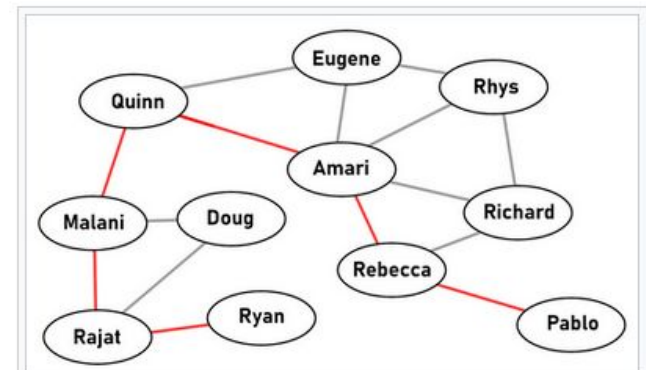 Eugene
Rhys
Quinn
Amari
Richard
Malani
Doug
Rebecca
Ryan
Pablo
Rajat